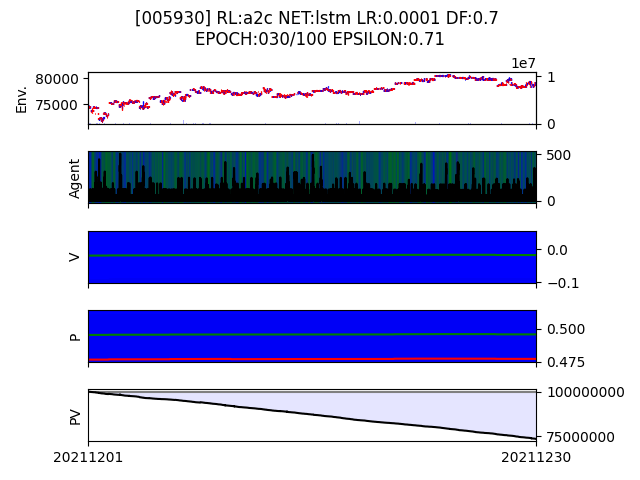 [005930] RL:a2c NET:lstm LR:0.0001 DF:0.7
EPOCH:030/100 EPSILON:0.71
1e7
Env.
80000
75000
1
0
Agent
500
0
V
0.0
−0.1
P
0.500
0.475
PV
100000000
75000000
20211201
20211230